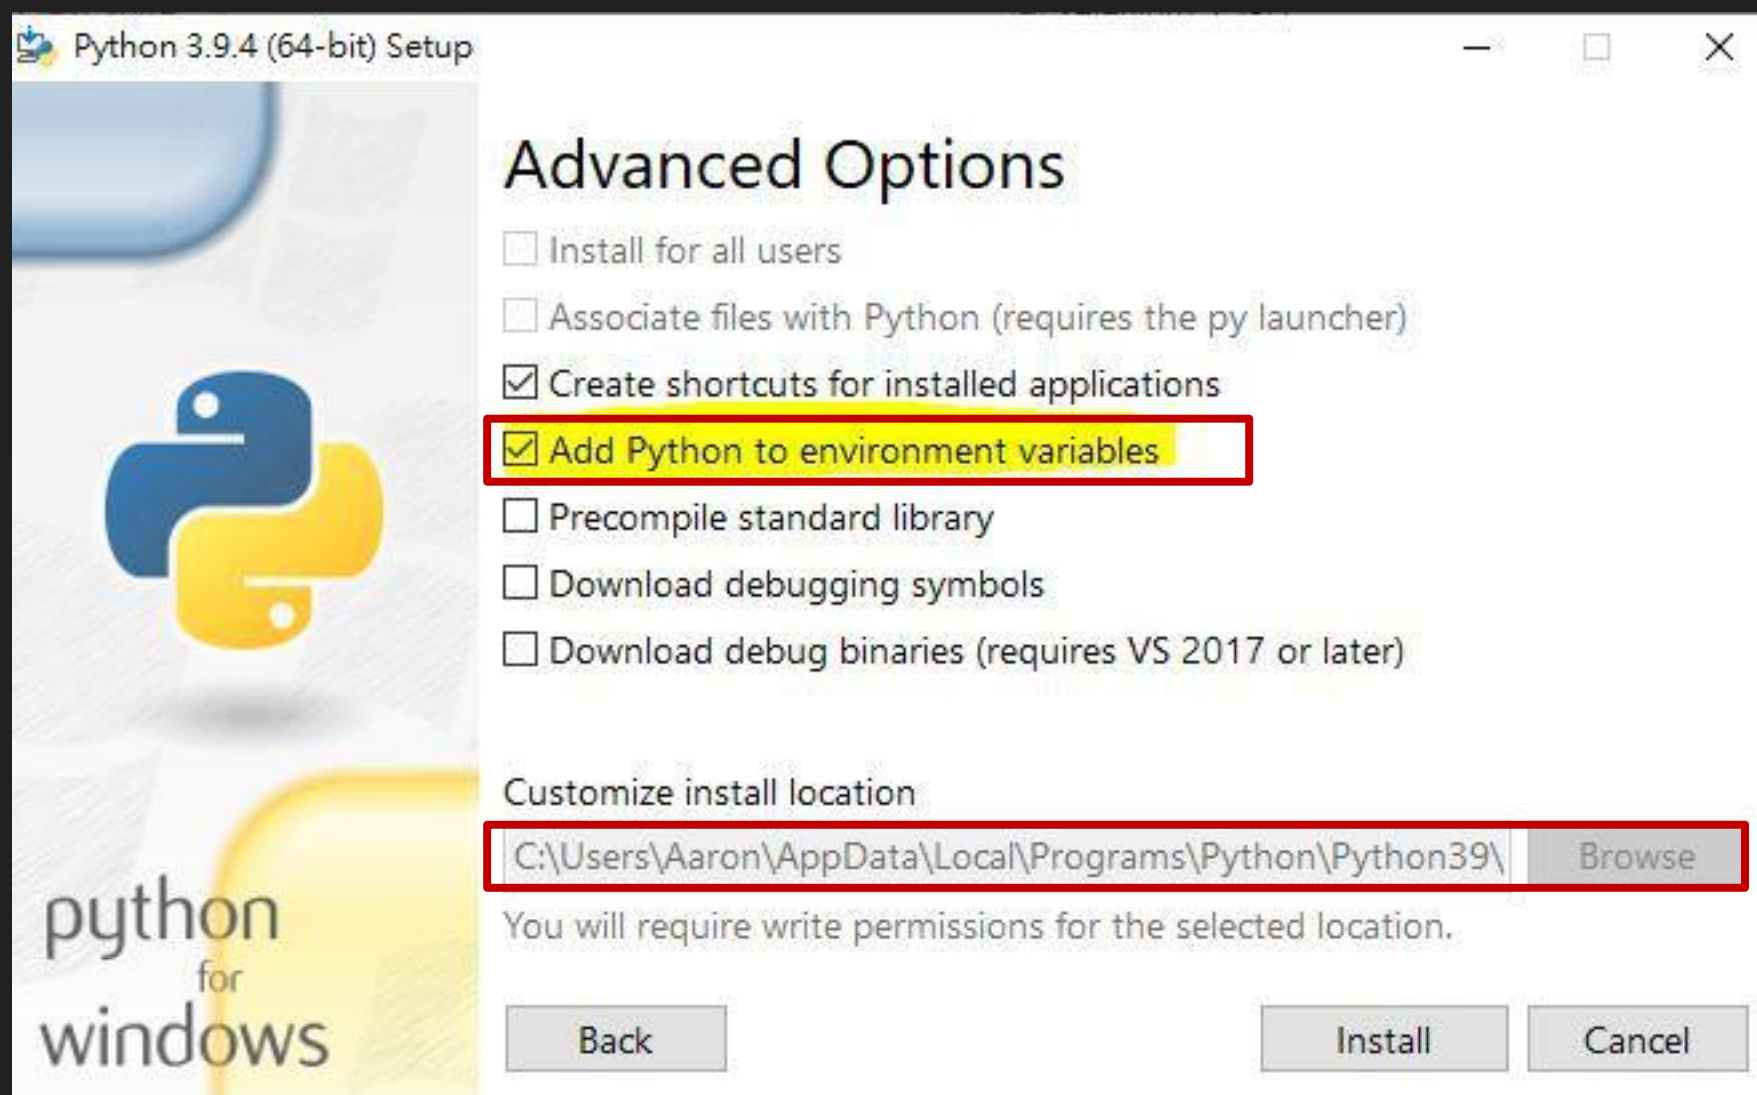 Python 3.9.4 (64-bit) Setup
Advanced Options
Install for all users
Associate files with Python (requires the py launcher)
Create shortcuts for installed applications
Add Python to environment variables
Precompile standard library
Download debugging symbols
Download debug binaries (requires VS 2017 or later)
Customize install location
C:\Users\Aaron\AppData\Local\Programs\Python\Python39\ Browse
You will require write permissions for the selected location.
python
for
windows
Back Install Cancel